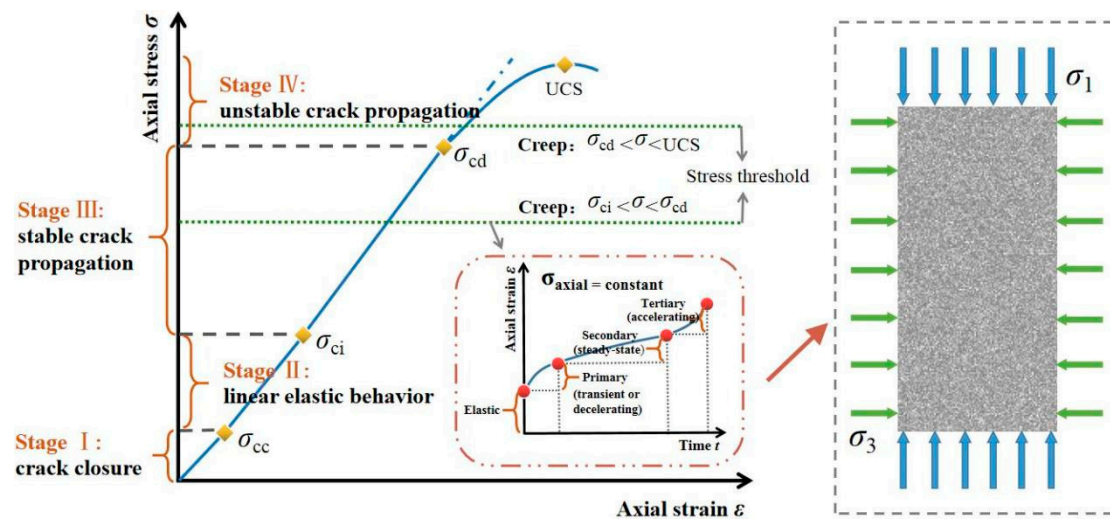 Axial stress σ
Stage Ⅳ:
unstable crack propagation
UCS
σcd
Creep: σcd<σ<UCS
Stress threshold
Creep: σci<σ<σcd
Stage Ⅲ:
stable crack
propagation
σci
Stage Ⅱ:
linear elastic behavior
σcc
Stage Ⅰ:
crack closure
Axial strain ε
Axial strain ε
σaxial = constant
Tertiary
(accelerating)
Secondary
(steady-state)
Primary
(transient or
decelerating)
Elastic
Time t
σ1
σ3